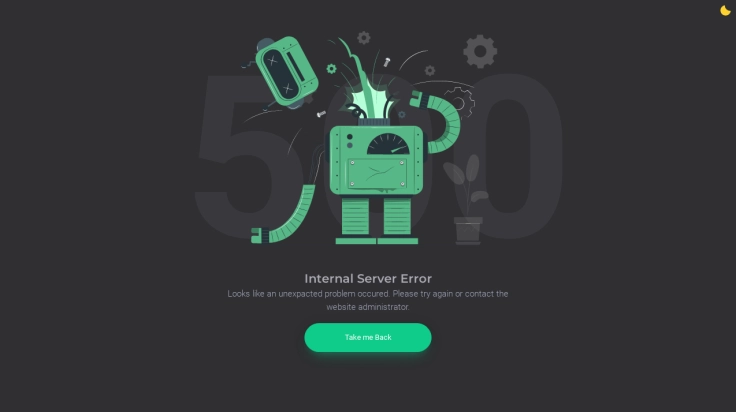 500
Internal Server Error
Looks like an unexpacted problem occured. Please try again or contact the
website administrator.
Take me Back